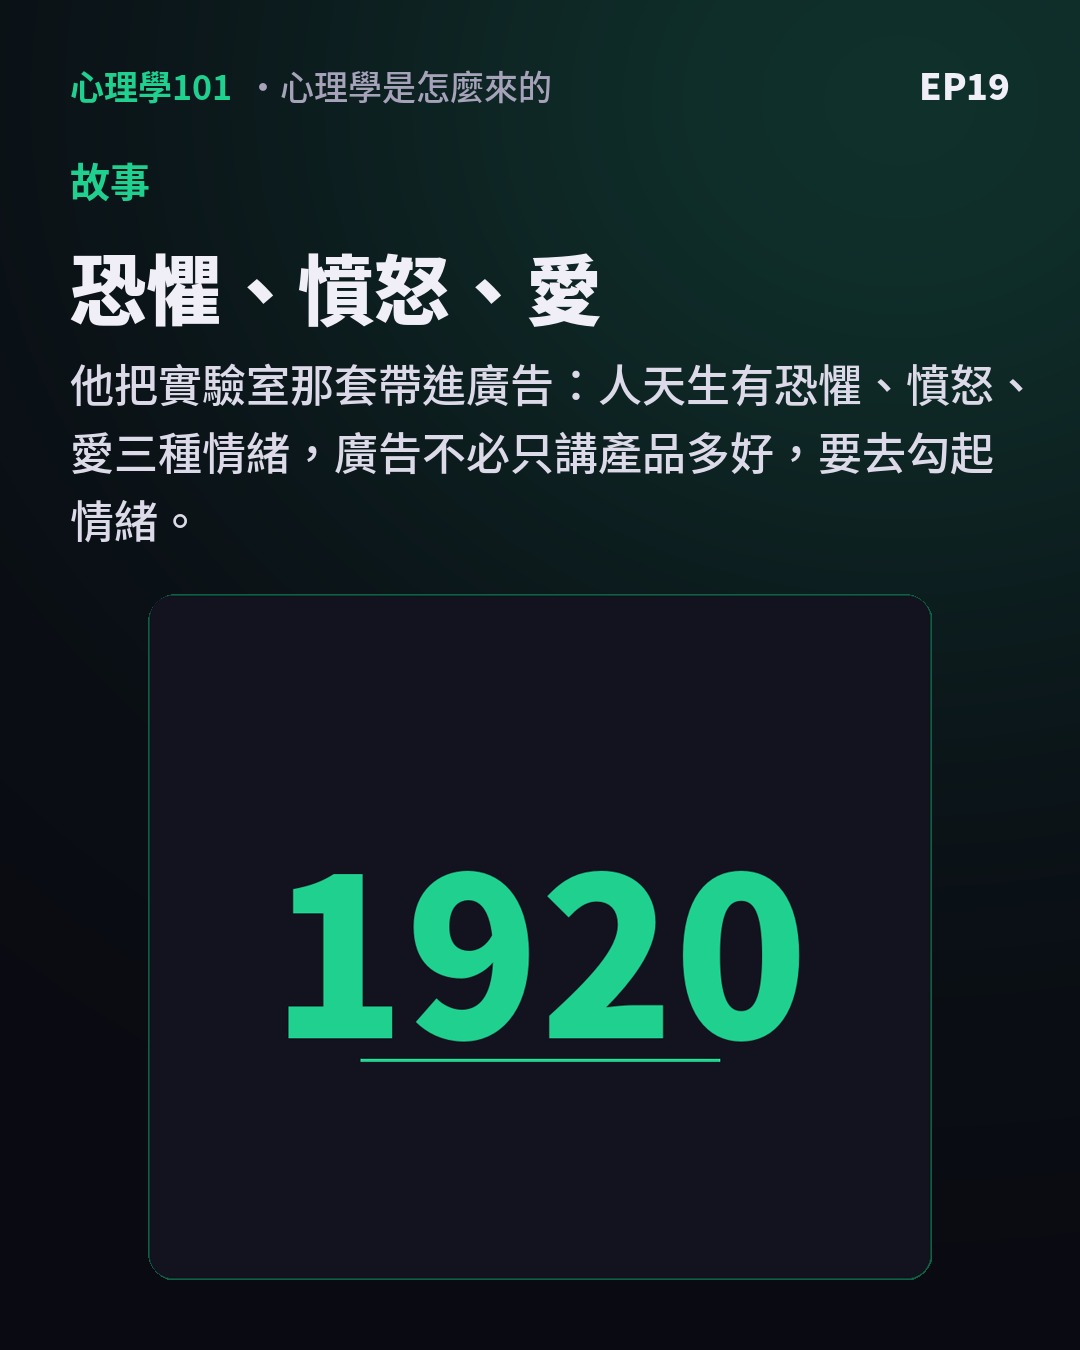 心理學101 ・心理學是怎麼來的
EP19
故事
恐懼、憤怒、愛
他把實驗室那套帶進廣告：人天生有恐懼、憤怒、
愛三種情緒，廣告不必只講產品多好，要去勾起
情緒。
1920